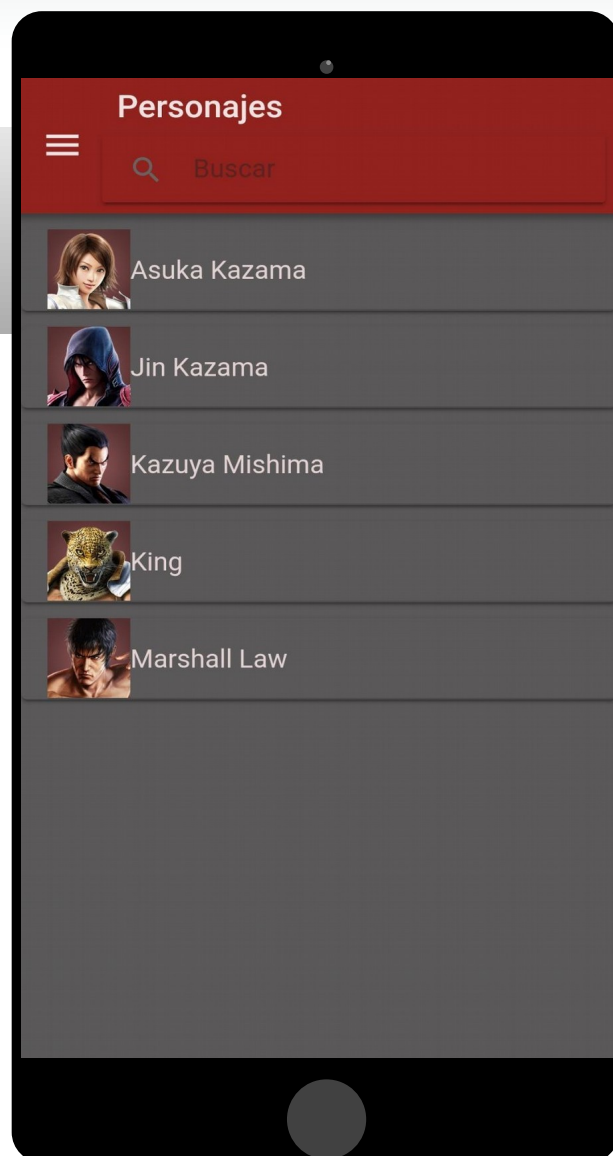 Personajes
Buscar
Asuka Kazama
Jin Kazama
Kazuya Mishima
King
Marshall Law